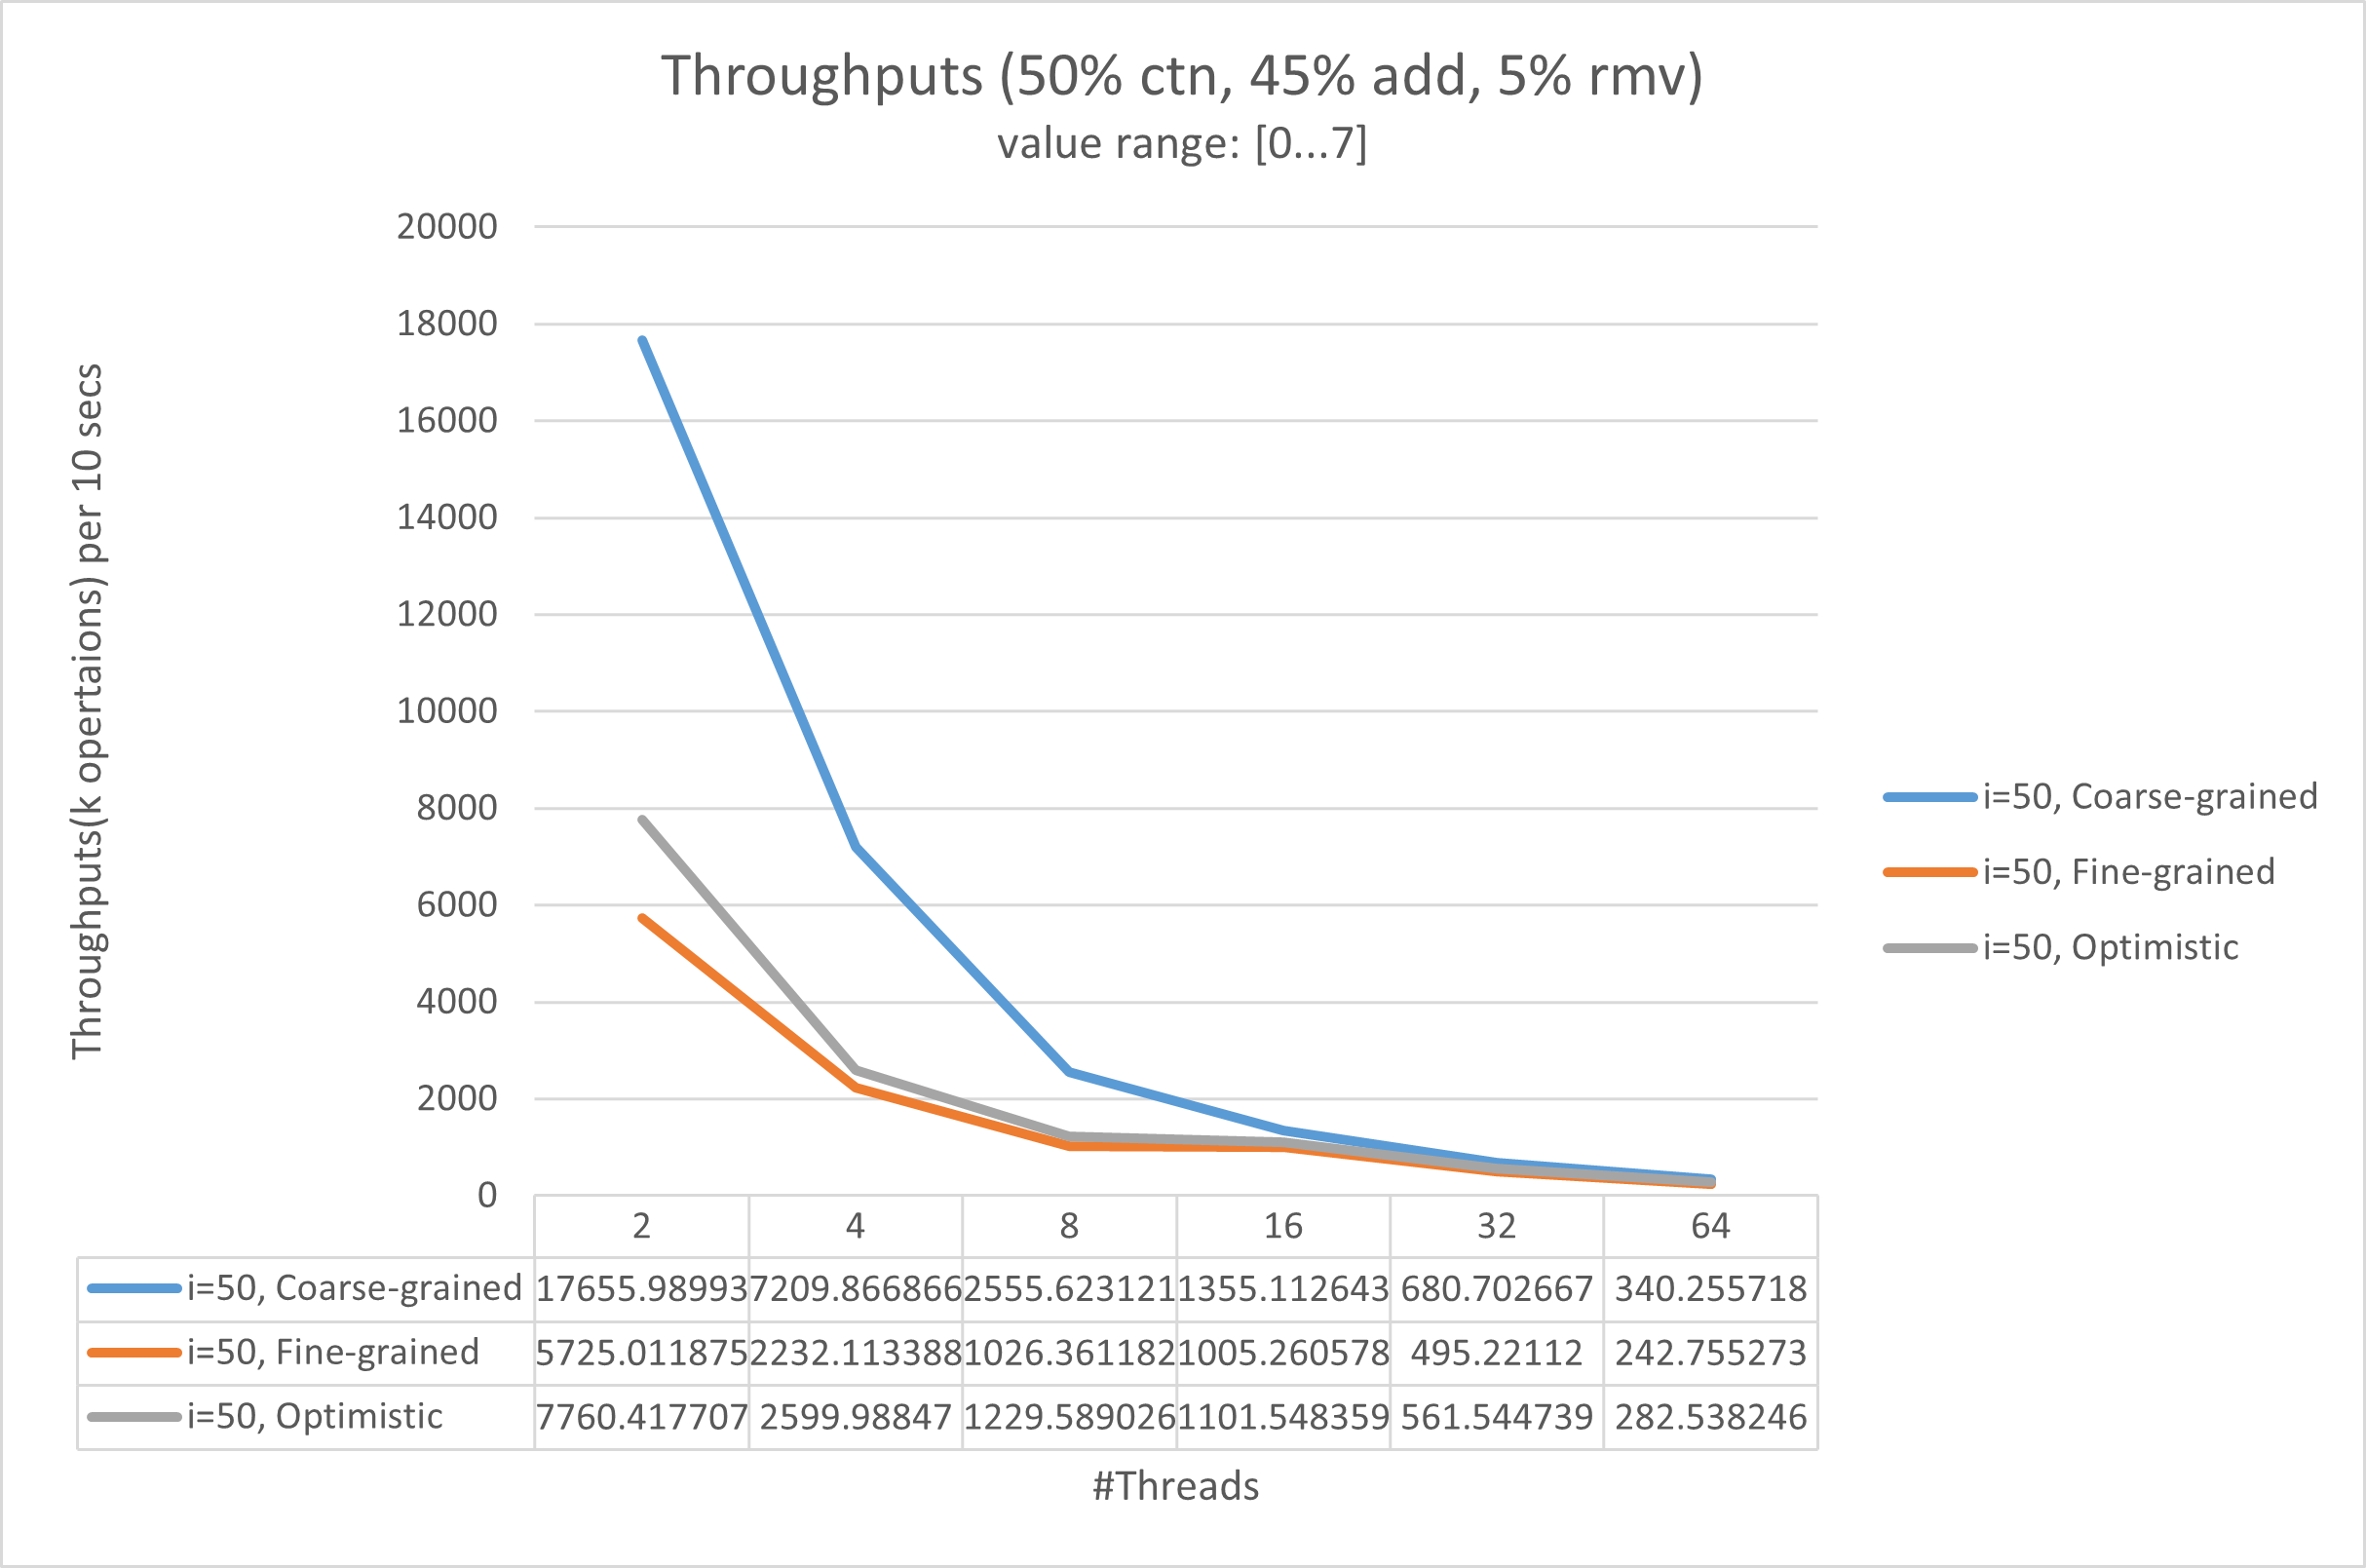 Throughputs (50% ctn, 45% add, 5% rmv)
value range: [0...7]
Throughputs(k opertaions) per 10 secs
20000
18000
16000
14000
12000
10000
8000
6000
4000
2000
0
i=50, Coarse-grained
i=50, Fine-grained
i=50, Optimistic
2 4 8 16 32 64
i=50, Coarse-grained 17655.98993 7209.866866 2555.623121 1355.112643 680.702667 340.255718
i=50, Fine-grained 5725.011875 2232.113388 1026.361182 1005.260578 495.22112 242.755273
i=50, Optimistic 7760.417707 2599.98847 1229.589026 1101.548359 561.544739 282.538246
#Threads